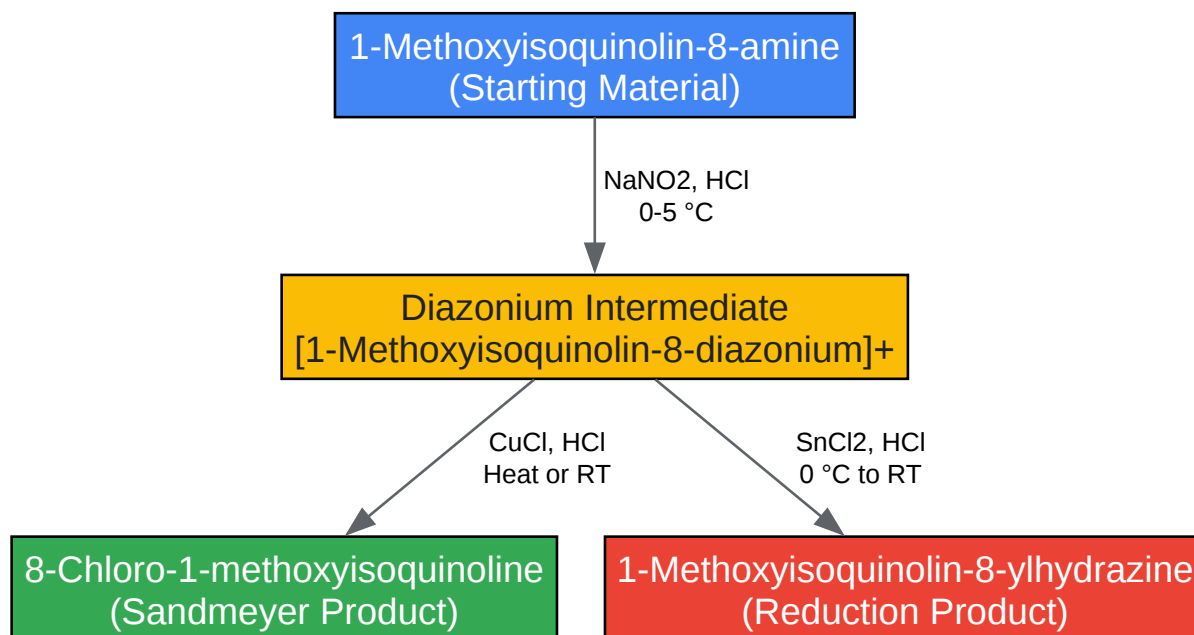 1-Methoxyisoquinolin-8-amine
(Starting Material)
NaNO2, HCl
0-5 °C
Diazonium Intermediate
[1-Methoxyisoquinolin-8-diazonium]+
CuCl, HCl
Heat or RT
SnCl2, HCl
0 °C to RT
8-Chloro-1-methoxyisoquinoline
(Sandmeyer Product)
1-Methoxyisoquinolin-8-ylhydrazine
(Reduction Product)